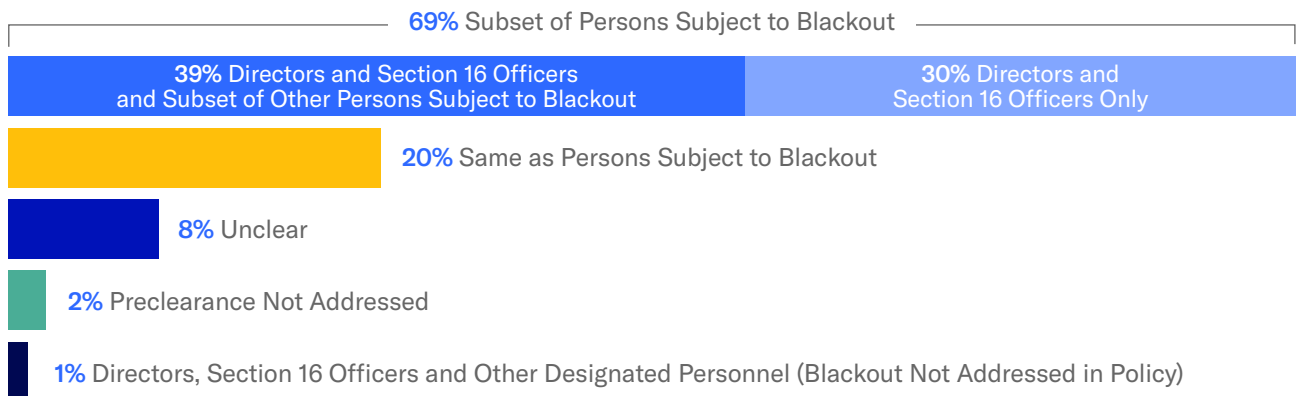 69% Subset of Persons Subject to Blackout
39% Directors and Section 16 Officers
and Subset of Other Persons Subject to Blackout
30% Directors and
Section 16 Officers Only
20% Same as Persons Subject to Blackout
8% Unclear
2% Preclearance Not Addressed
1% Directors, Section 16 Officers and Other Designated Personnel (Blackout Not Addressed in Policy)